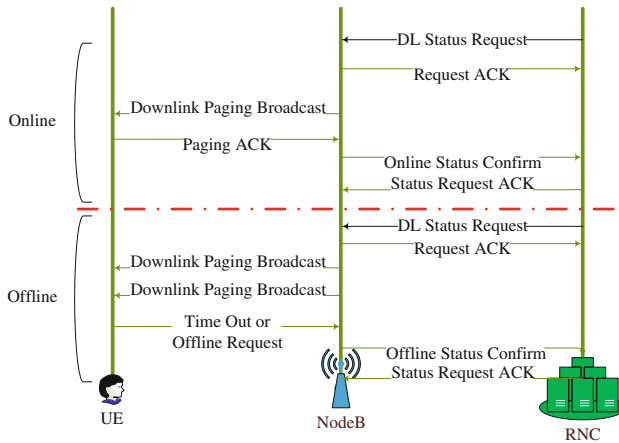 DL Status Request
Request ACK
Downlink Paging Broadcast
Online
Paging ACK
Online Status Confirm
Status Request ACK
DL Status Request
Request ACK
Downlink Paging Broadcast
Downlink Paging Broadcast
Offline
Time Out or
Offline Request
Offline Status Confirm
Status Request ACK
UE
NodeB
RNC